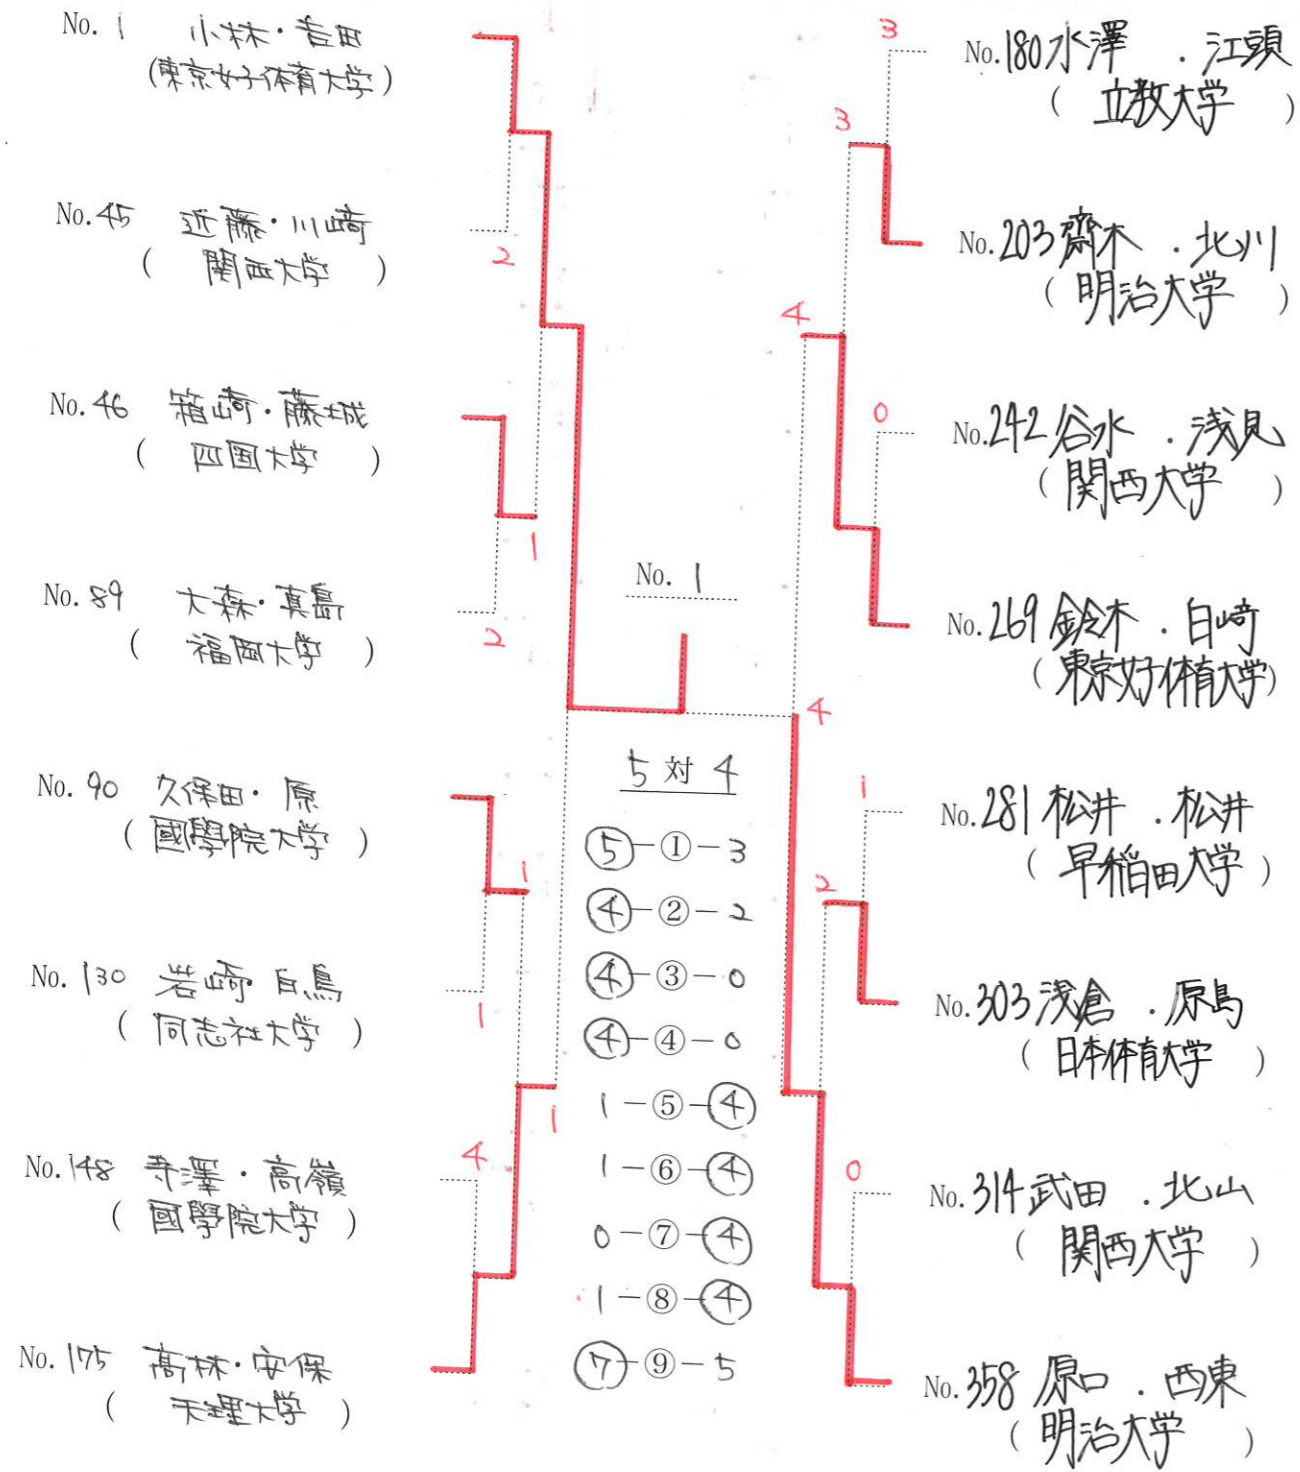 No. 1 小林・吉田
(東京女子体育大学)
2
No. 45 近藤・川崎
( 関西大学 )
No. 46 箱崎・藤城
( 四国大学 )
1
No. 89 大森・真島
( 福岡大学 )
2
No. 90 久保田・原
( 國學院大学 )
1
No. 130 岩崎・白鳥
( 同志社大学 )
1
1
No. 148 寺澤・高嶺
( 國學院大学 )
4
No. 175 髙林・安保
( 天理大学 )
No. 1
5 対 4
⑤-①-3
④-②-2
④-③-0
④-④-0
1-⑤-④
1-⑥-④
0-⑦-④
1-⑧-④
⑦-⑨-5
3
No. 180 水澤 ・江頭
( 立教大学 )
3
No. 203 齋木 ・北川
( 明治大学 )
4
0
No. 242 谷水 ・浅見
( 関西大学 )
No. 269 鈴木 ・白崎
(東京女子体育大学)
4
1
No. 281 松井 ・松井
( 早稲田大学 )
2
No. 303 浅倉 ・原島
( 日本体育大学 )
0
No. 314 武田 ・北山
( 関西大学 )
No. 358 原口 ・西東
( 明治大学 )